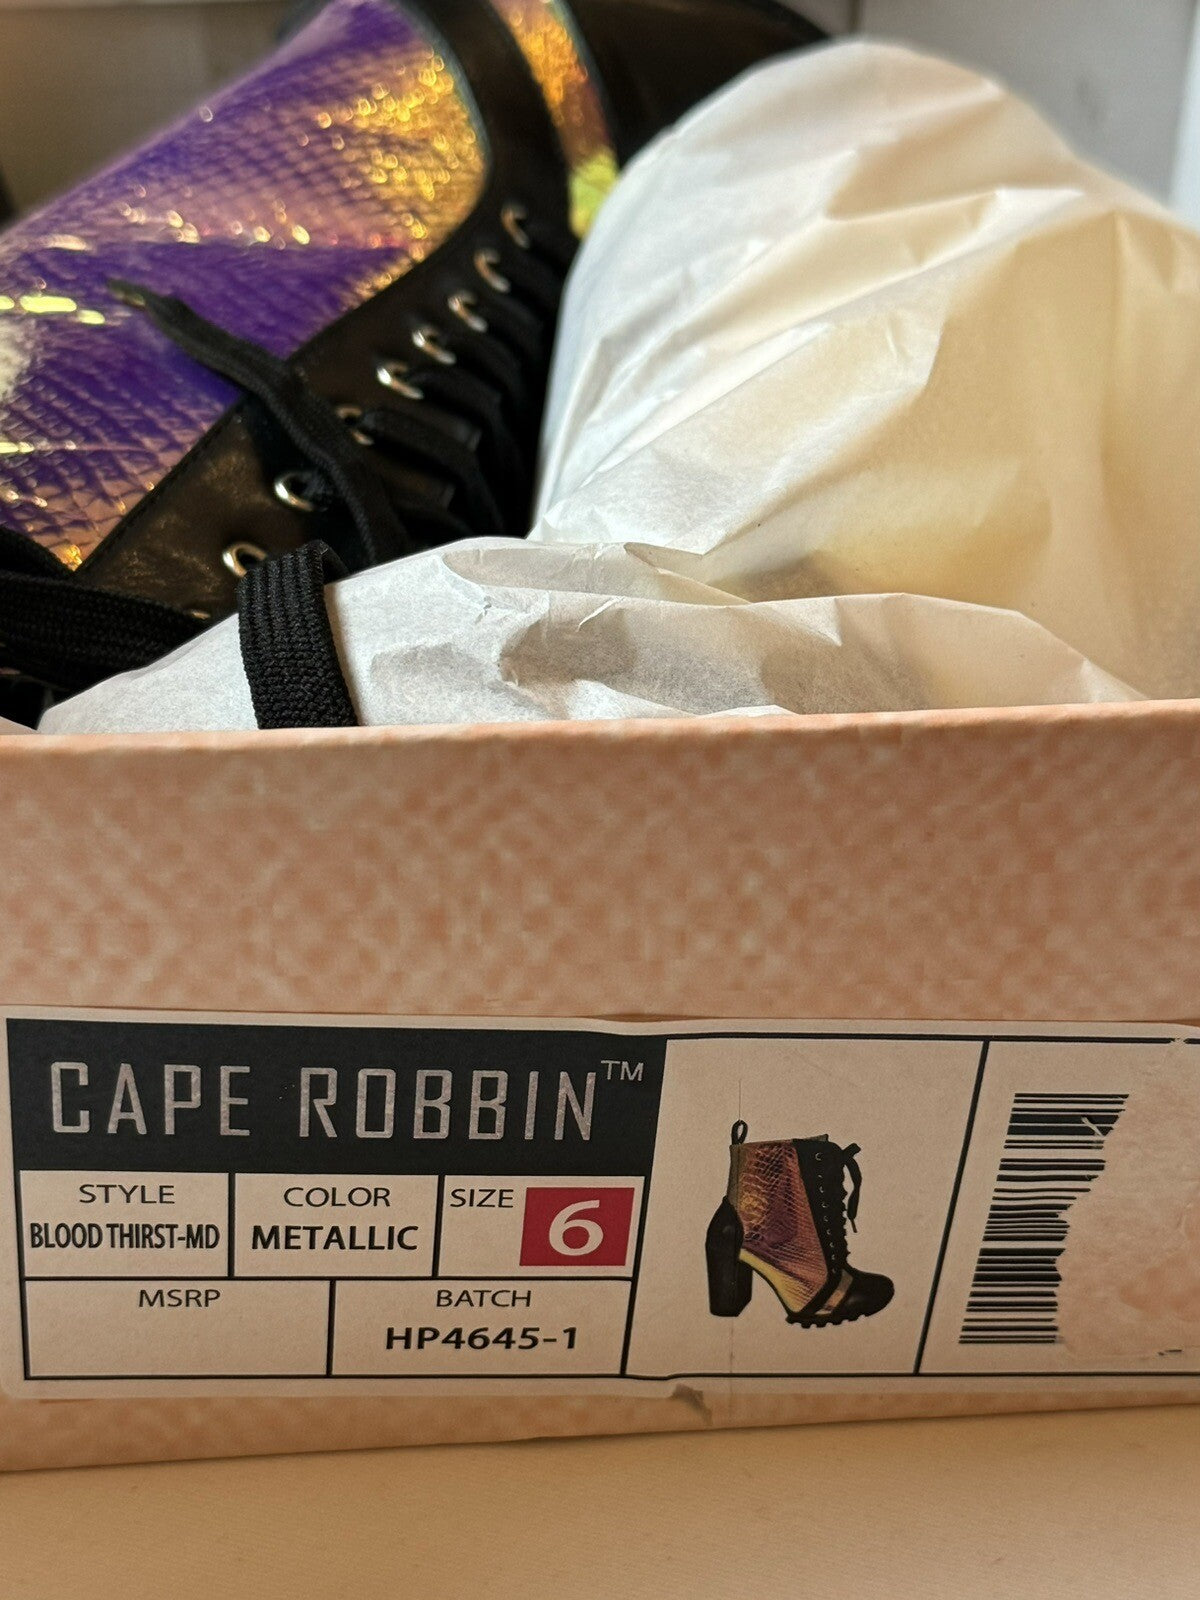 CAPE ROBBIN™
STYLE
BLOOD THIRST-MD
COLOR
METALLIC
SIZE
6
MSRP
BATCH
HP4645-1